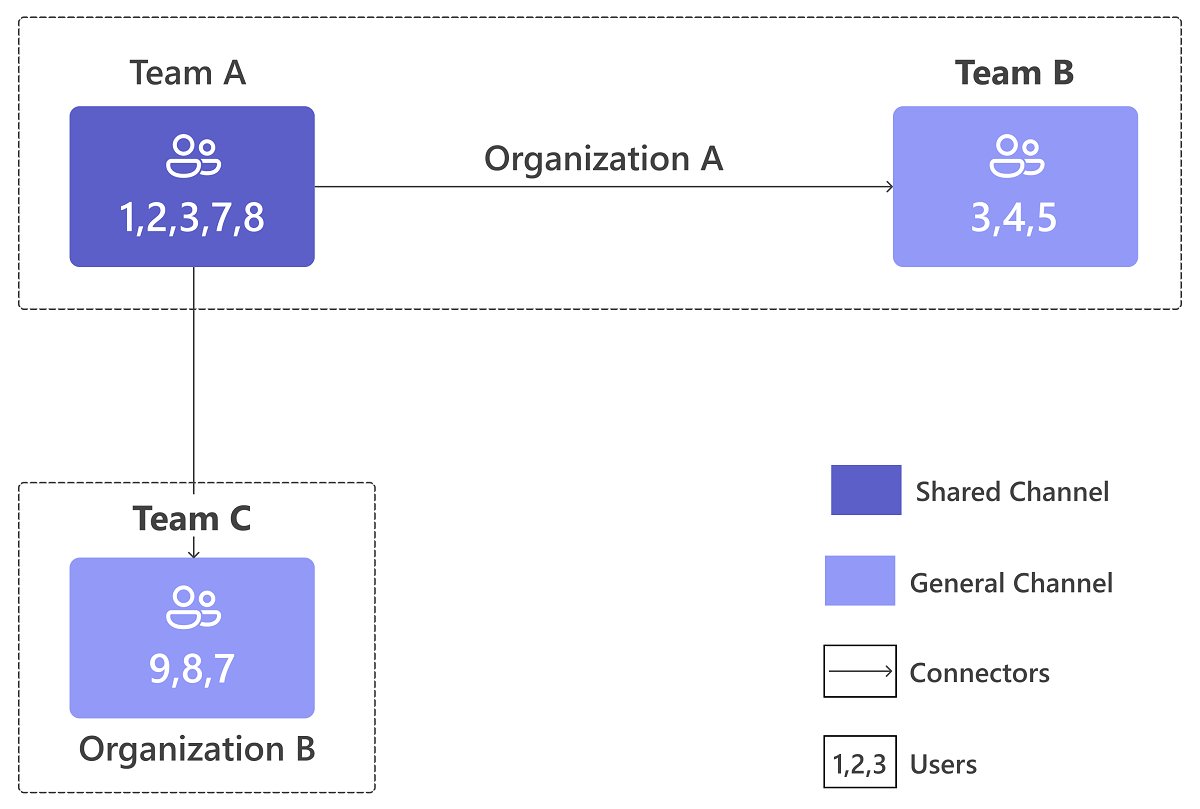 Team A
Team B
Organization A
1,2,3,7,8
3,4,5
Team C
9,8,7
Organization B
Shared Channel
General Channel
Connectors
1,2,3 Users